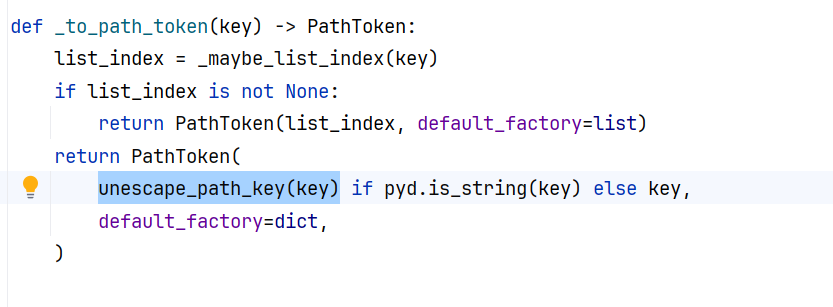 def _to_path_token(key) -> PathToken:
    list_index = _maybe_list_index(key)
    if list_index is not None:
        return PathToken(list_index, default_factory=list)
    return PathToken(
        unescape_path_key(key) if pyd.is_string(key) else key,
        default_factory=dict,
    )